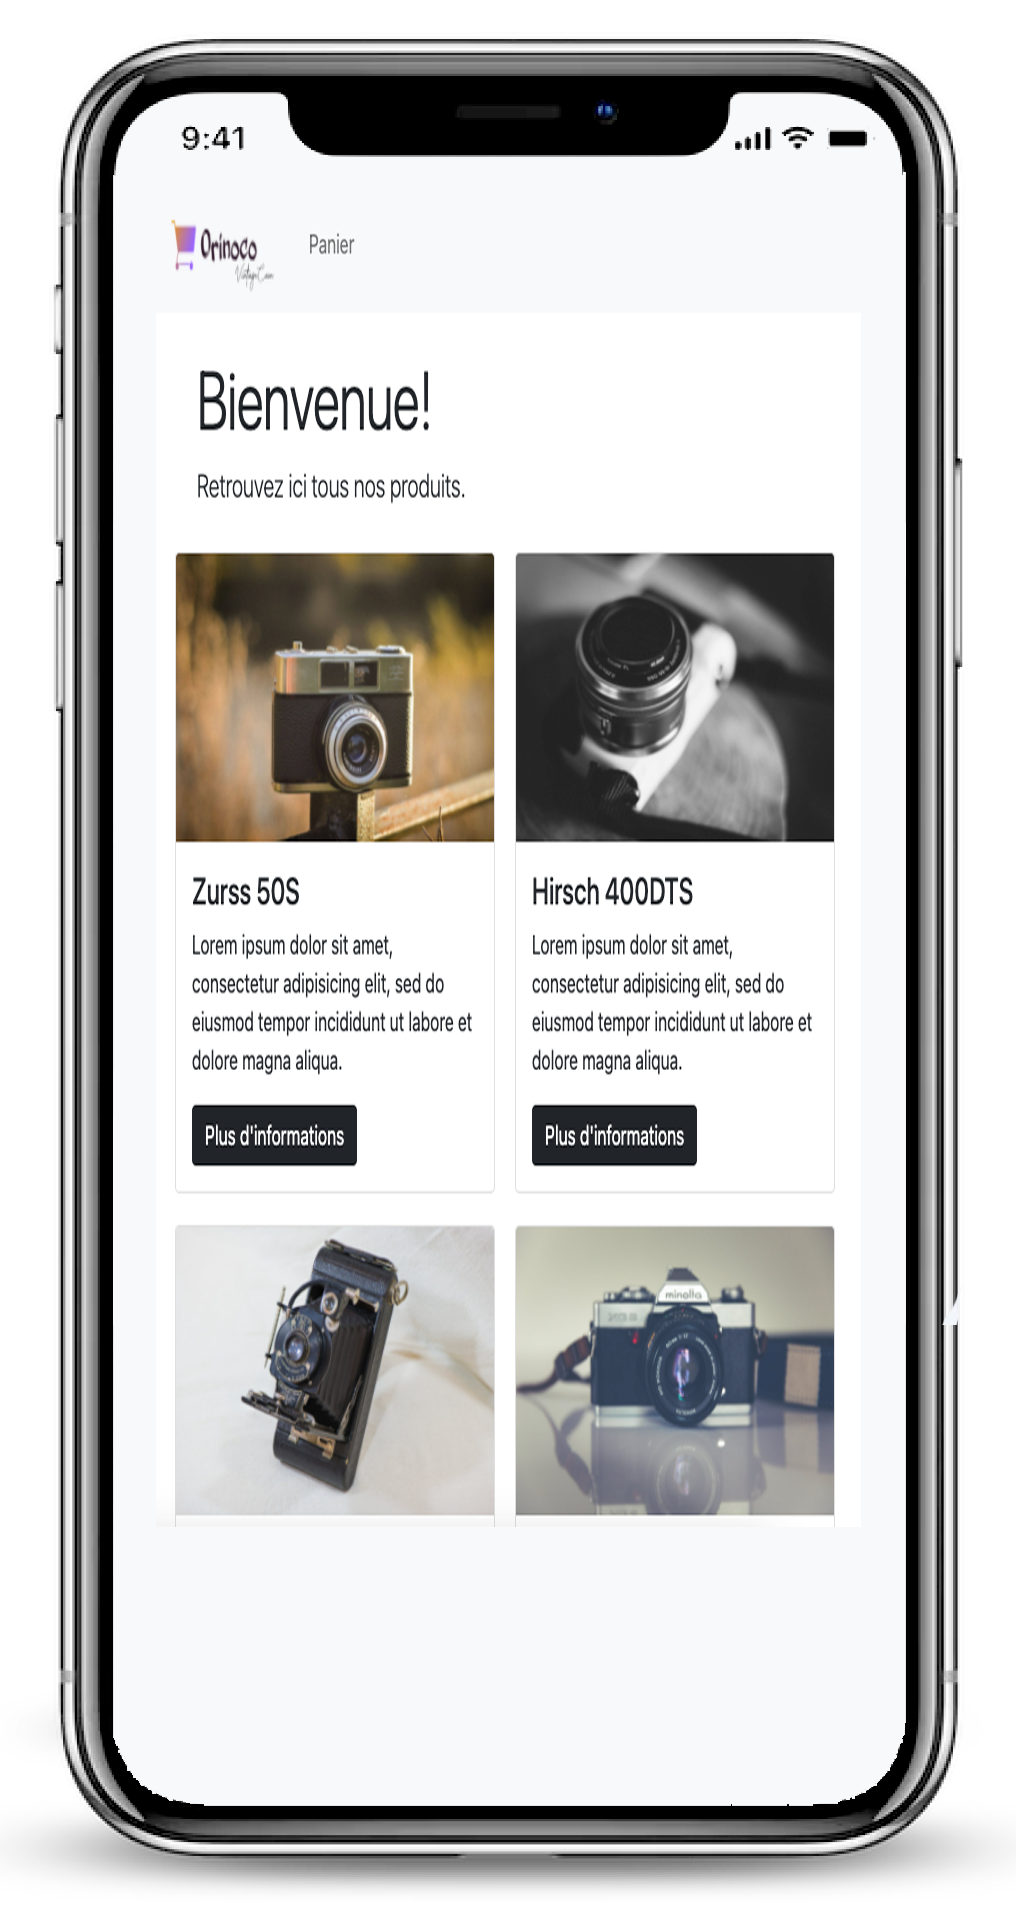 9:41
Orinoco
Panier
Bienvenue!
Retrouvez ici tous nos produits.
Zurss 50S
Lorem ipsum dolor sit amet,
consectetur adipisicing elit, sed do
eiusmod tempor incididunt ut labore et
dolore magna aliqua.
Plus d'informations
Hirsch 400DTS
Lorem ipsum dolor sit amet,
consectetur adipisicing elit, sed do
eiusmod tempor incididunt ut labore et
dolore magna aliqua.
Plus d'informations
minolta